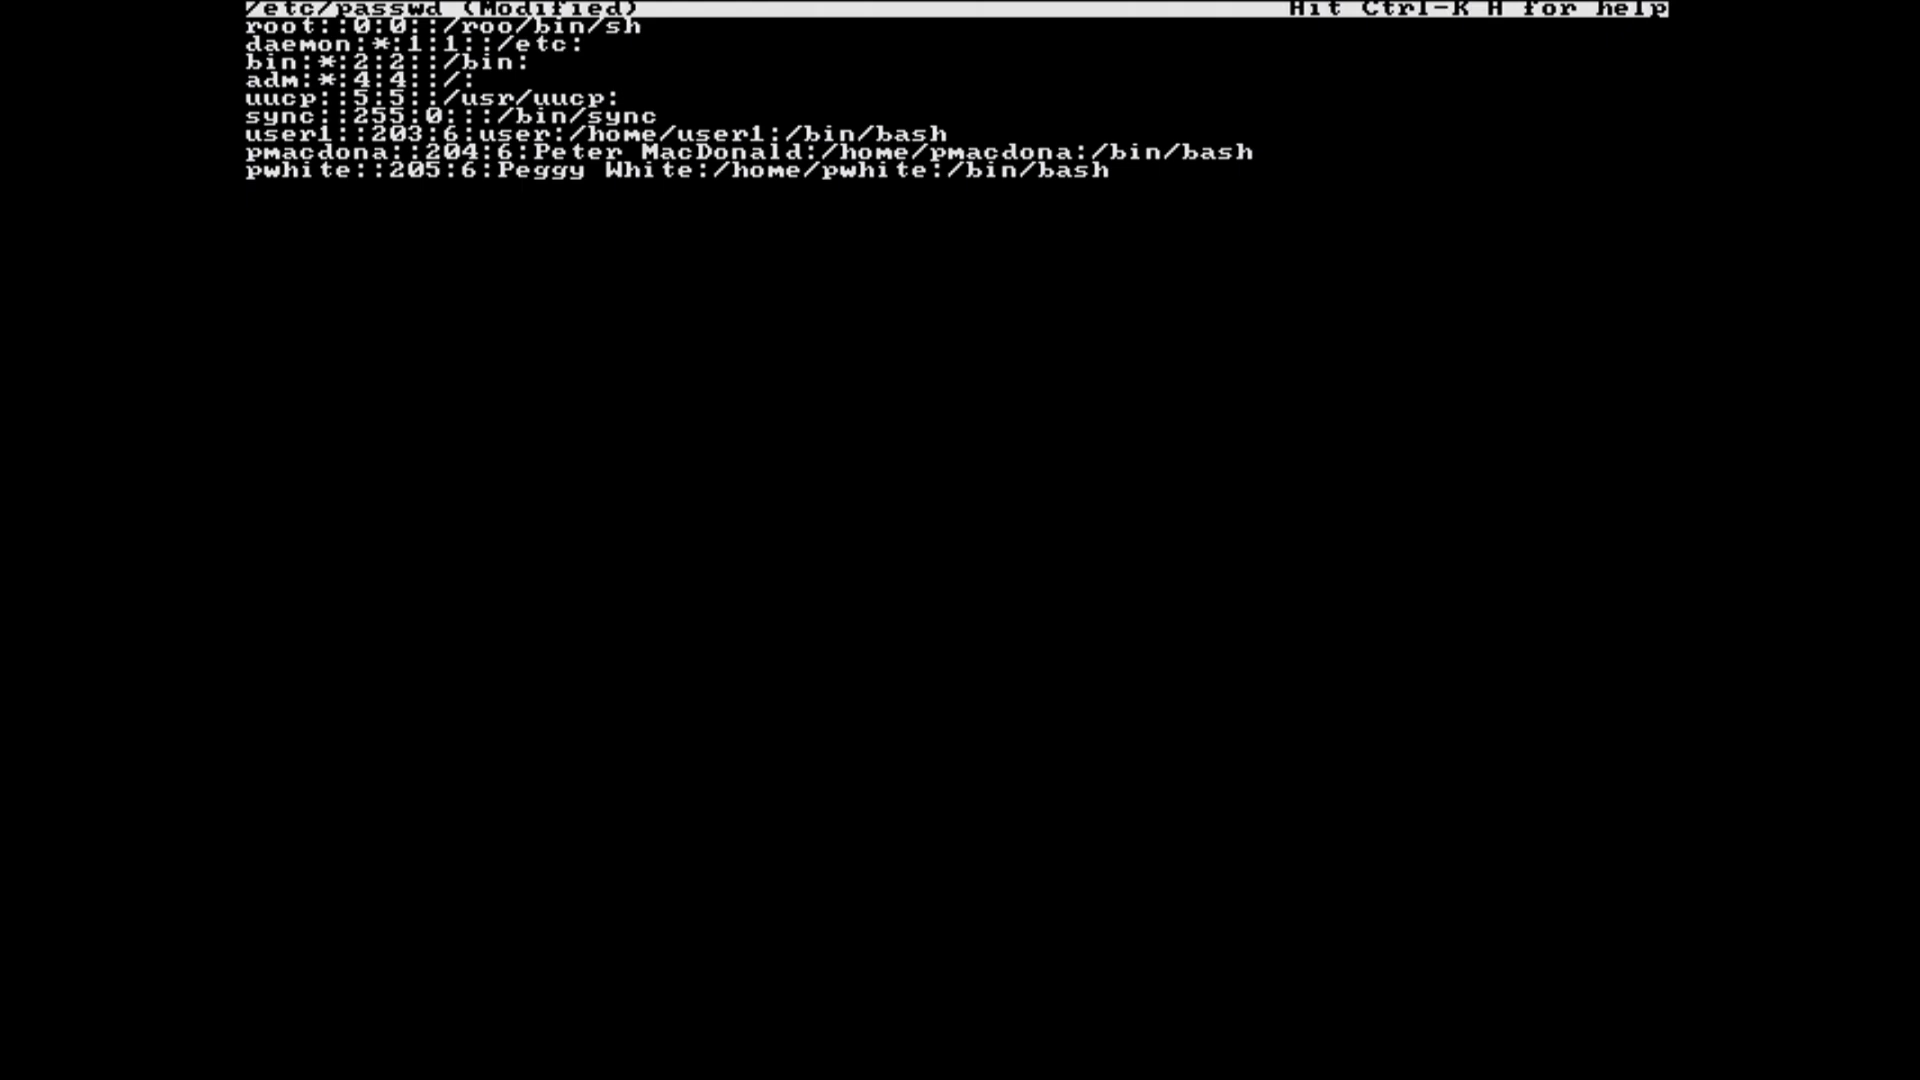 /etc/passwd (Modified) Hit Ctrl-K H for help
root::0:0::/roo/bin/sh
daemon:*:1:1::/etc:
bin:*:2:2::/bin:
adm:*:4:4::/:
uucp::5:5::/usr/uucp:
sync::255:0:::/bin/sync
user1::203:6:user:/home/user1:/bin/bash
pmacdona::204:6:Peter MacDonald:/home/pmacdona:/bin/bash
pwhite::205:6:Peggy White:/home/pwhite:/bin/bash